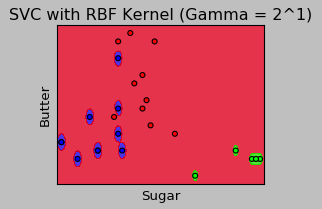 SVC with RBF Kernel (Gamma = 2^1)
Butter
Sugar